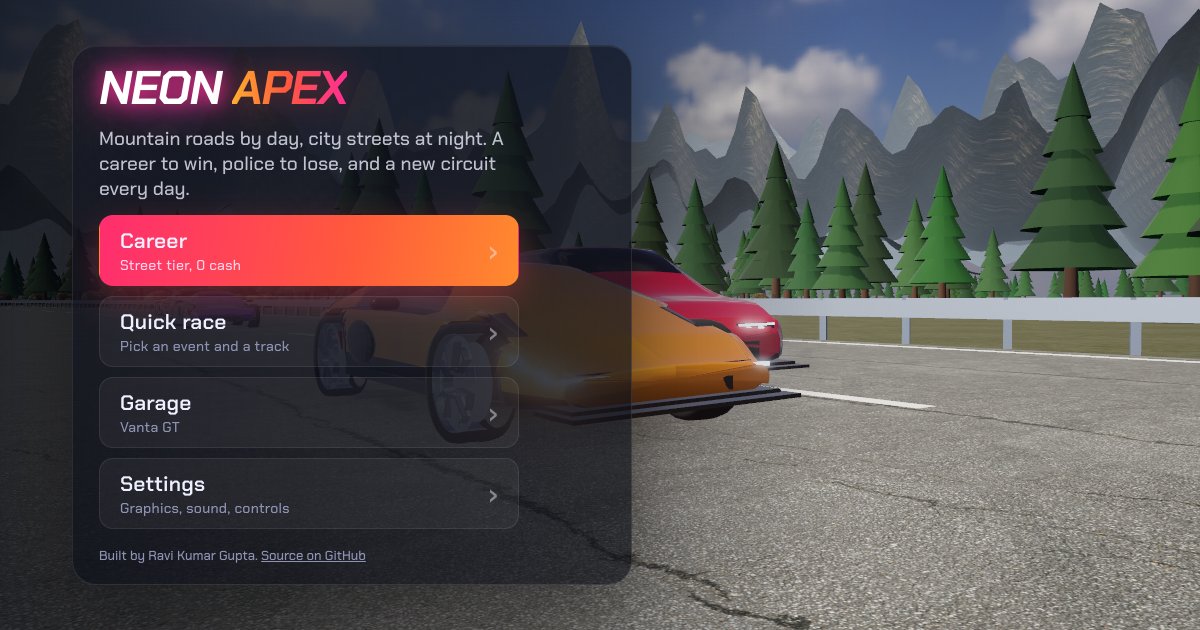 NEON APEX
Mountain roads by day, city streets at night. A
career to win, police to lose, and a new circuit
every day.
Career
Street tier, 0 cash
Quick race
Pick an event and a track
Garage
Vanta GT
Settings
Graphics, sound, controls
Built by Ravi Kumar Gupta. Source on GitHub